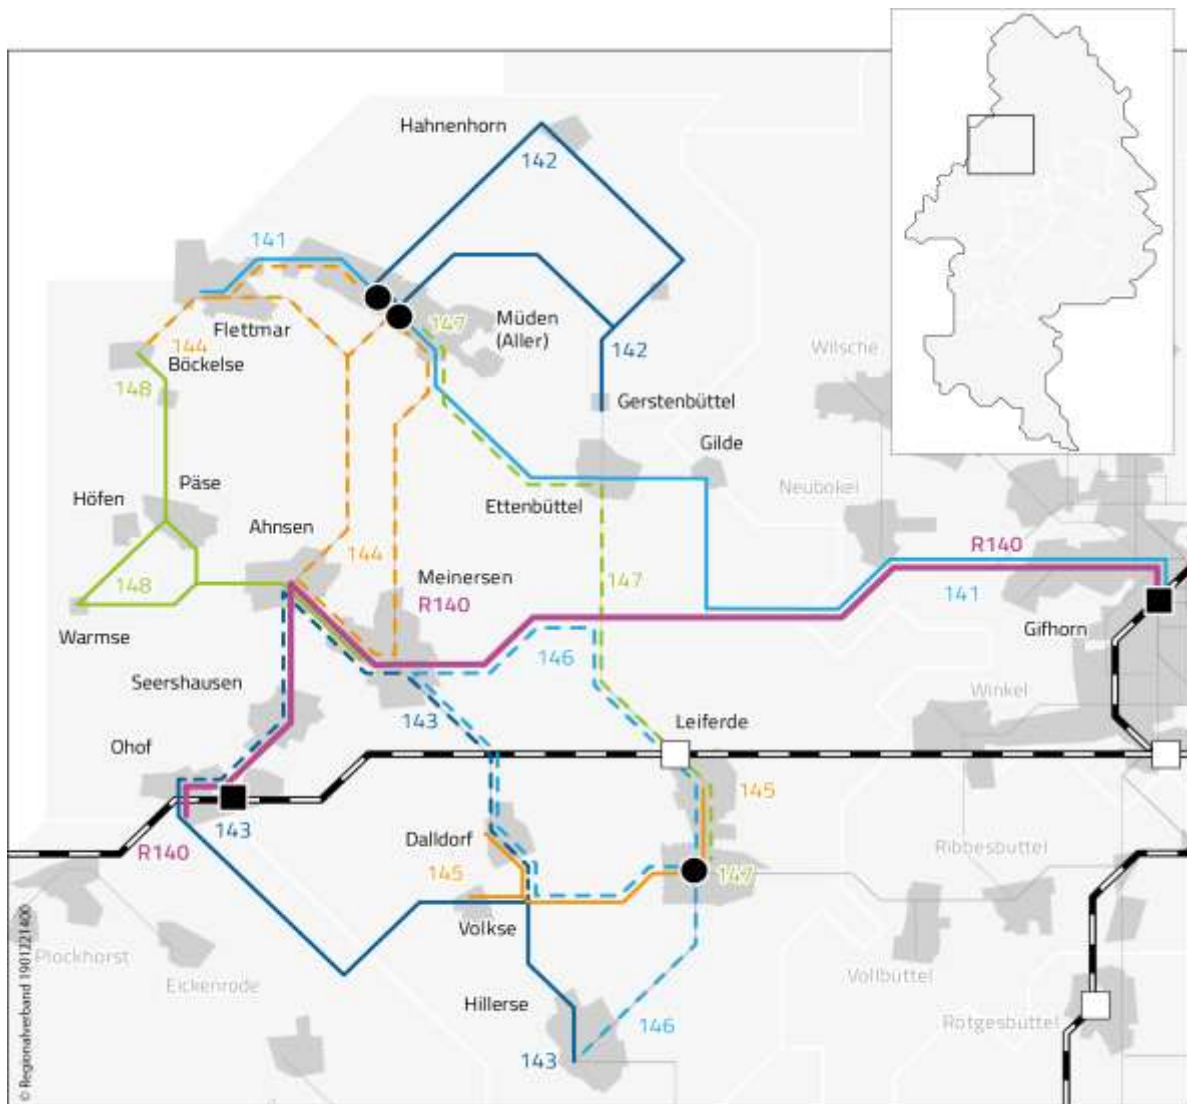 Hahnenhorn
142
141
Flettmar
147
Müden
(Aller)
142
144
Böckelse
148
Wilsche
Gerstenbüttel
Gilde
Höfen
Päse
Neubokel
Ettenbüttel
Ahnsen
144
Meinersen
R140
R140
148
147
141
Warmse
Gifhorn
146
Seershausen
Winkel
143
Leiferde
Ohof
145
143
R140
Dalldorf
Ribbesbüttel
145
147
Volkse
Plockhorst
Eickenrode
Vollbüttel
Hillerse
146
Rötgesbüttel
143
© Regionalverband 1901221400